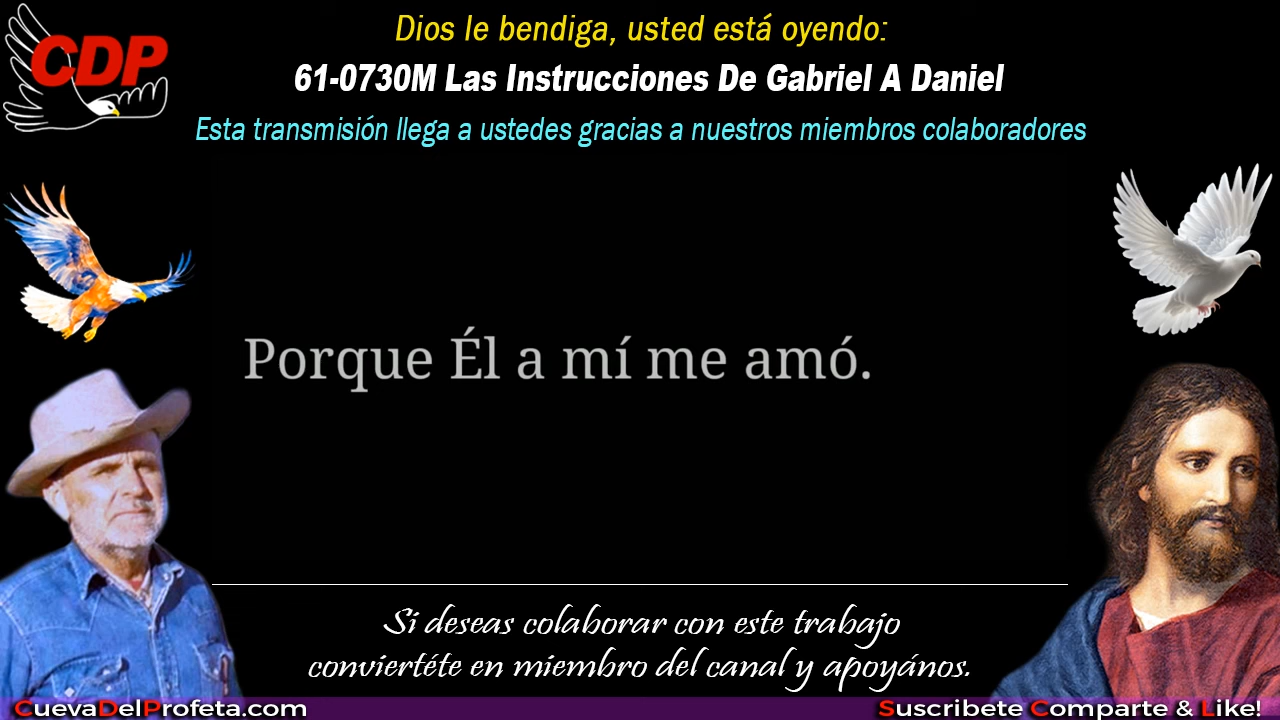 CDP
Dios le bendiga, usted está oyendo:
61-0730M Las Instrucciones De Gabriel A Daniel
Esta transmisión llega a ustedes gracias a nuestros miembros colaboradores
Porque Él a mí me amó.
Si deseas colaborar con este trabajo
conviertéte en miembro del canal y apoyános.
CuevaDelProfeta.com
Suscribete Comparte & Like!